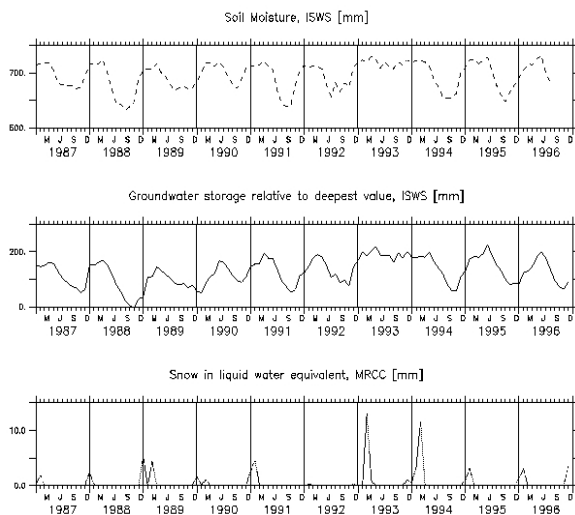 Soil Moisture, ISWS [mm]
700.
500.
M J S D M J S D M J S D M J S D M J S D M J S D M J S D M J S D M J S D M J S D
1987 1988 1989 1990 1991 1992 1993 1994 1995 1996
Groundwater storage relative to deepest value, ISWS [mm]
200.
0.
M J S D M J S D M J S D M J S D M J S D M J S D M J S D M J S D M J S D M J S D
1987 1988 1989 1990 1991 1992 1993 1994 1995 1996
Snow in liquid water equivalent, MRCC [mm]
10.0
0.0
M J S D M J S D M J S D M J S D M J S D M J S D M J S D M J S D M J S D M J S D
1987 1988 1989 1990 1991 1992 1993 1994 1995 1996